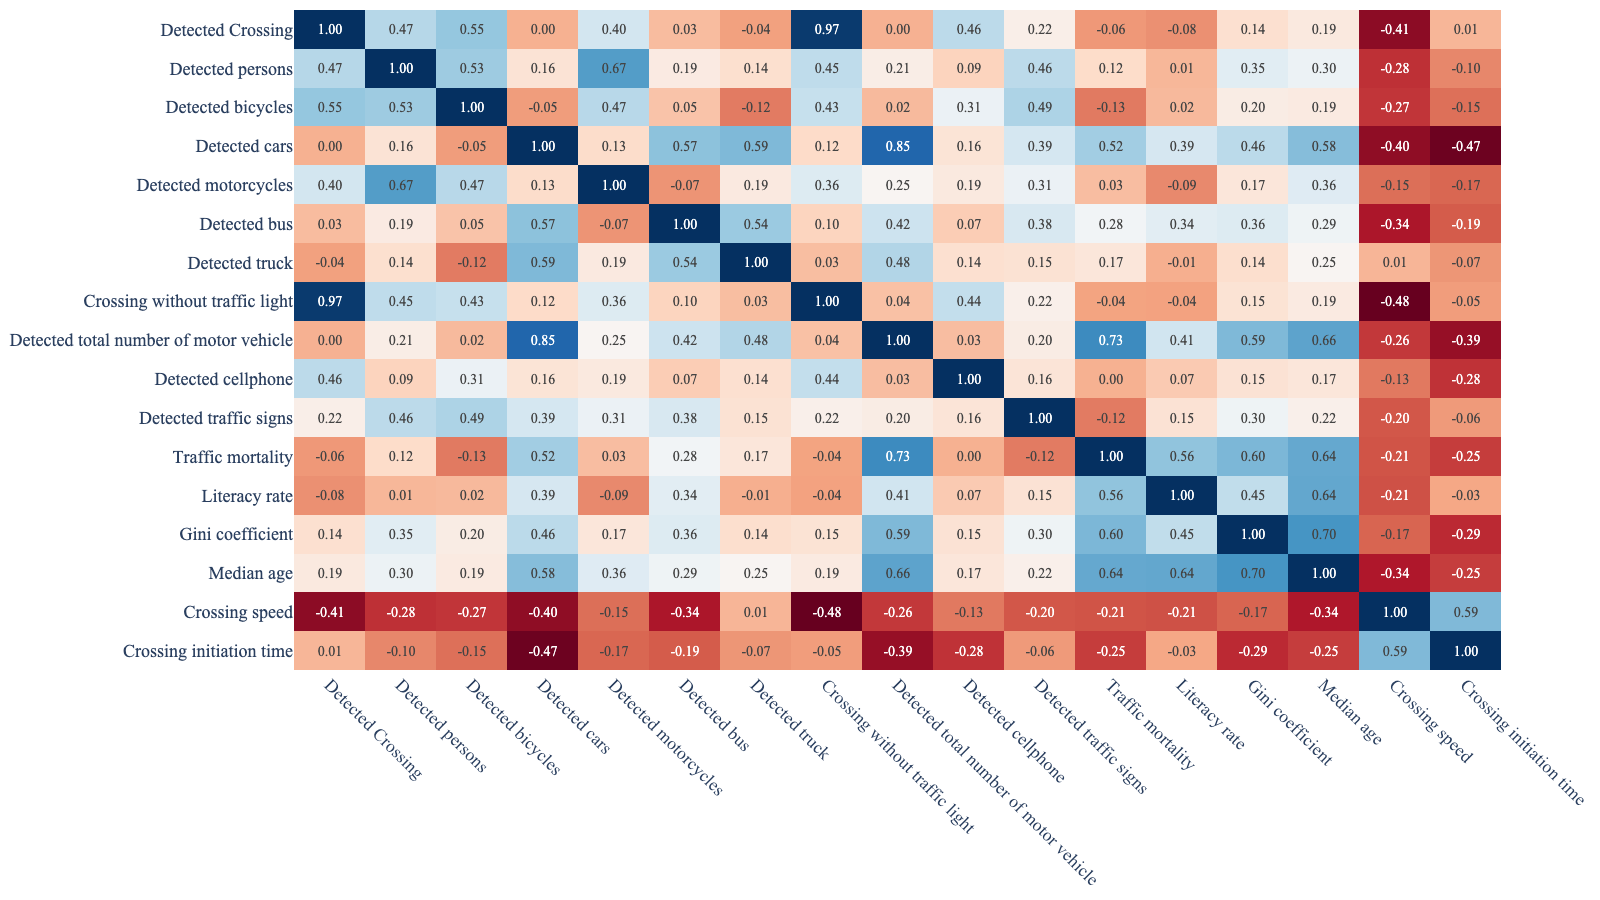 Detected Crossing 1.00 0.47 0.55 0.00 0.40 0.03 -0.04 0.97 0.00 0.46 0.22 -0.06 -0.08 0.14 0.19 -0.41 0.01
Detected persons 0.47 1.00 0.53 0.16 0.67 0.19 0.14 0.45 0.21 0.09 0.46 0.12 0.01 0.35 0.30 -0.28 -0.10
Detected bicycles 0.55 0.53 1.00 -0.05 0.47 0.05 -0.12 0.43 0.02 0.31 0.49 -0.13 0.02 0.20 0.19 -0.27 -0.15
Detected cars 0.00 0.16 -0.05 1.00 0.13 0.57 0.59 0.12 0.85 0.16 0.39 0.52 0.39 0.46 0.58 -0.40 -0.47
Detected motorcycles 0.40 0.67 0.47 0.13 1.00 -0.07 0.19 0.36 0.25 0.19 0.31 0.03 -0.09 0.17 0.36 -0.15 -0.17
Detected bus 0.03 0.19 0.05 0.57 -0.07 1.00 0.54 0.10 0.42 0.07 0.38 0.28 0.34 0.36 0.29 -0.34 -0.19
Detected truck -0.04 0.14 -0.12 0.59 0.19 0.54 1.00 0.03 0.48 0.14 0.15 0.17 -0.01 0.14 0.25 0.01 -0.07
Crossing without traffic light 0.97 0.45 0.43 0.12 0.36 0.10 0.03 1.00 0.04 0.44 0.22 -0.04 -0.04 0.15 0.19 -0.48 -0.05
Detected total number of motor vehicle 0.00 0.21 0.02 0.85 0.25 0.42 0.48 0.04 1.00 0.03 0.20 0.73 0.41 0.59 0.66 -0.26 -0.39
Detected cellphone 0.46 0.09 0.31 0.16 0.19 0.07 0.14 0.44 0.03 1.00 0.16 0.00 0.07 0.15 0.17 -0.13 -0.28
Detected traffic signs 0.22 0.46 0.49 0.39 0.31 0.38 0.15 0.22 0.20 0.16 1.00 -0.12 0.15 0.30 0.22 -0.20 -0.06
Traffic mortality -0.06 0.12 -0.13 0.52 0.03 0.28 0.17 -0.04 0.73 0.00 -0.12 1.00 0.56 0.60 0.64 -0.21 -0.25
Literacy rate -0.08 0.01 0.02 0.39 -0.09 0.34 -0.01 -0.04 0.41 0.07 0.15 0.56 1.00 0.45 0.64 -0.21 -0.03
Gini coefficient 0.14 0.35 0.20 0.46 0.17 0.36 0.14 0.15 0.59 0.15 0.30 0.60 0.45 1.00 0.70 -0.17 -0.29
Median age 0.19 0.30 0.19 0.58 0.36 0.29 0.25 0.19 0.66 0.17 0.22 0.64 0.64 0.70 1.00 -0.34 -0.25
Crossing speed -0.41 -0.28 -0.27 -0.40 -0.15 -0.34 0.01 -0.48 -0.26 -0.13 -0.20 -0.21 -0.21 -0.17 -0.34 1.00 0.59
Crossing initiation time 0.01 -0.10 -0.15 -0.47 -0.17 -0.19 -0.07 -0.05 -0.39 -0.28 -0.06 -0.25 -0.03 -0.29 -0.25 0.59 1.00
Detected Crossing
Detected persons
Detected bicycles
Detected cars
Detected motorcycles
Detected bus
Detected truck
Crossing without traffic light
Detected total number of motor vehicle
Detected cellphone
Detected traffic signs
Traffic mortality
Literacy rate
Gini coefficient
Median age
Crossing speed
Crossing initiation time